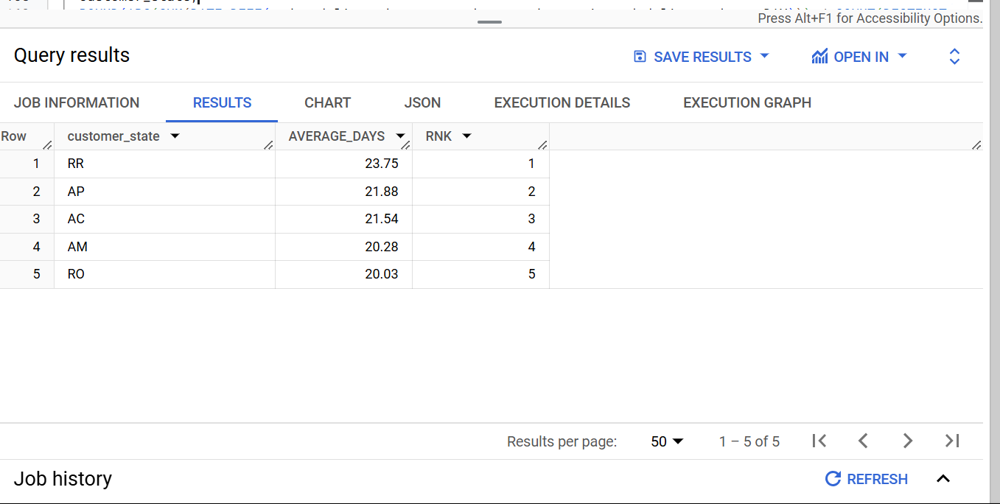 Press Alt+F1 for Accessibility Options.
Query results
SAVE RESULTS
OPEN IN
JOB INFORMATION RESULTS CHART JSON EXECUTION DETAILS EXECUTION GRAPH
Row customer_state AVERAGE_DAYS RNK
1 RR 23.75 1
2 AP 21.88 2
3 AC 21.54 3
4 AM 20.28 4
5 RO 20.03 5
Results per page: 50 1 – 5 of 5
Job history
REFRESH